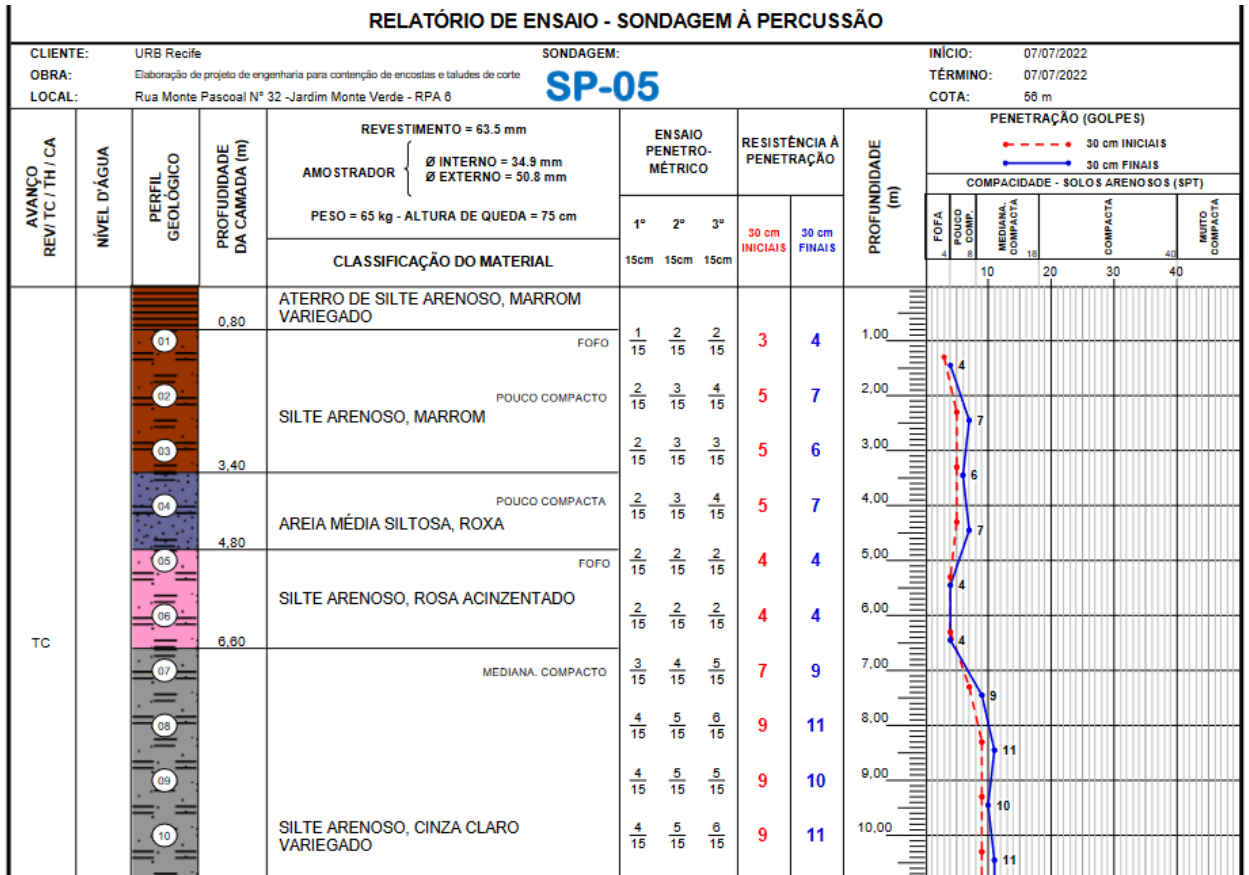 RELATÓRIO DE ENSAIO - SONDAGEM À PERCUSSÃO
CLIENTE: URB Recife
OBRA: Elaboração de projeto de engenharia para contenção de encostas e taludes de corte
LOCAL: Rua Monte Pascoal N° 32 -Jardim Monte Verde - RPA 6
SONDAGEM:
SP-05
INÍCIO: 07/07/2022
TÉRMINO: 07/07/2022
COTA: 56 m
AVANÇO
REV/ TC / TH / CA
NÍVEL D'ÁGUA
PERFIL
GEOLÓGICO
PROFUDIDADE
DA CAMADA (m)
REVESTIMENTO = 63.5 mm
AMOSTRADOR
Ø INTERNO = 34.9 mm
Ø EXTERNO = 50.8 mm
PESO = 65 kg - ALTURA DE QUEDA = 75 cm
CLASSIFICAÇÃO DO MATERIAL
ENSAIO
PENETRO-
MÉTRICO
1º 2º 3º
15cm 15cm 15cm
RESISTÊNCIA À
PENETRAÇÃO
30 cm
INICIAIS
30 cm
FINAIS
PROFUNDIDADE
(m)
PENETRAÇÃO (GOLPES)
30 cm INICIAIS
30 cm FINAIS
COMPACIDADE - SOLOS ARENOSOS (SPT)
FOFA
POUCO
COMP.
MEDIANA.
COMPACTA
COMPACTA
MUITO
COMPACTA
4 8 18 40
10 20 30 40
ATERRO DE SILTE ARENOSO, MARROM
VARIEGADO
0,80
01 FOFO 1/15 2/15 2/15 3 4 1,00
4
02 POUCO COMPACTO 2/15 3/15 4/15 5 7 2,00
SILTE ARENOSO, MARROM
7
03 2/15 3/15 3/15 5 6 3,00
3,40
6
04 POUCO COMPACTA 2/15 3/15 4/15 5 7 4,00
AREIA MÉDIA SILTOSA, ROXA
7
4,80
05 FOFO 2/15 2/15 2/15 4 4 5,00
4
SILTE ARENOSO, ROSA ACINZENTADO
06 2/15 2/15 2/15 4 4 6,00
TC
6,60
4
07 MEDIANA. COMPACTO 3/15 4/15 5/15 7 9 7,00
9
08 4/15 5/15 6/15 9 11 8,00
11
09 4/15 5/15 5/15 9 10 9,00
10
SILTE ARENOSO, CINZA CLARO
VARIEGADO
10 4/15 5/15 6/15 9 11 10,00
11